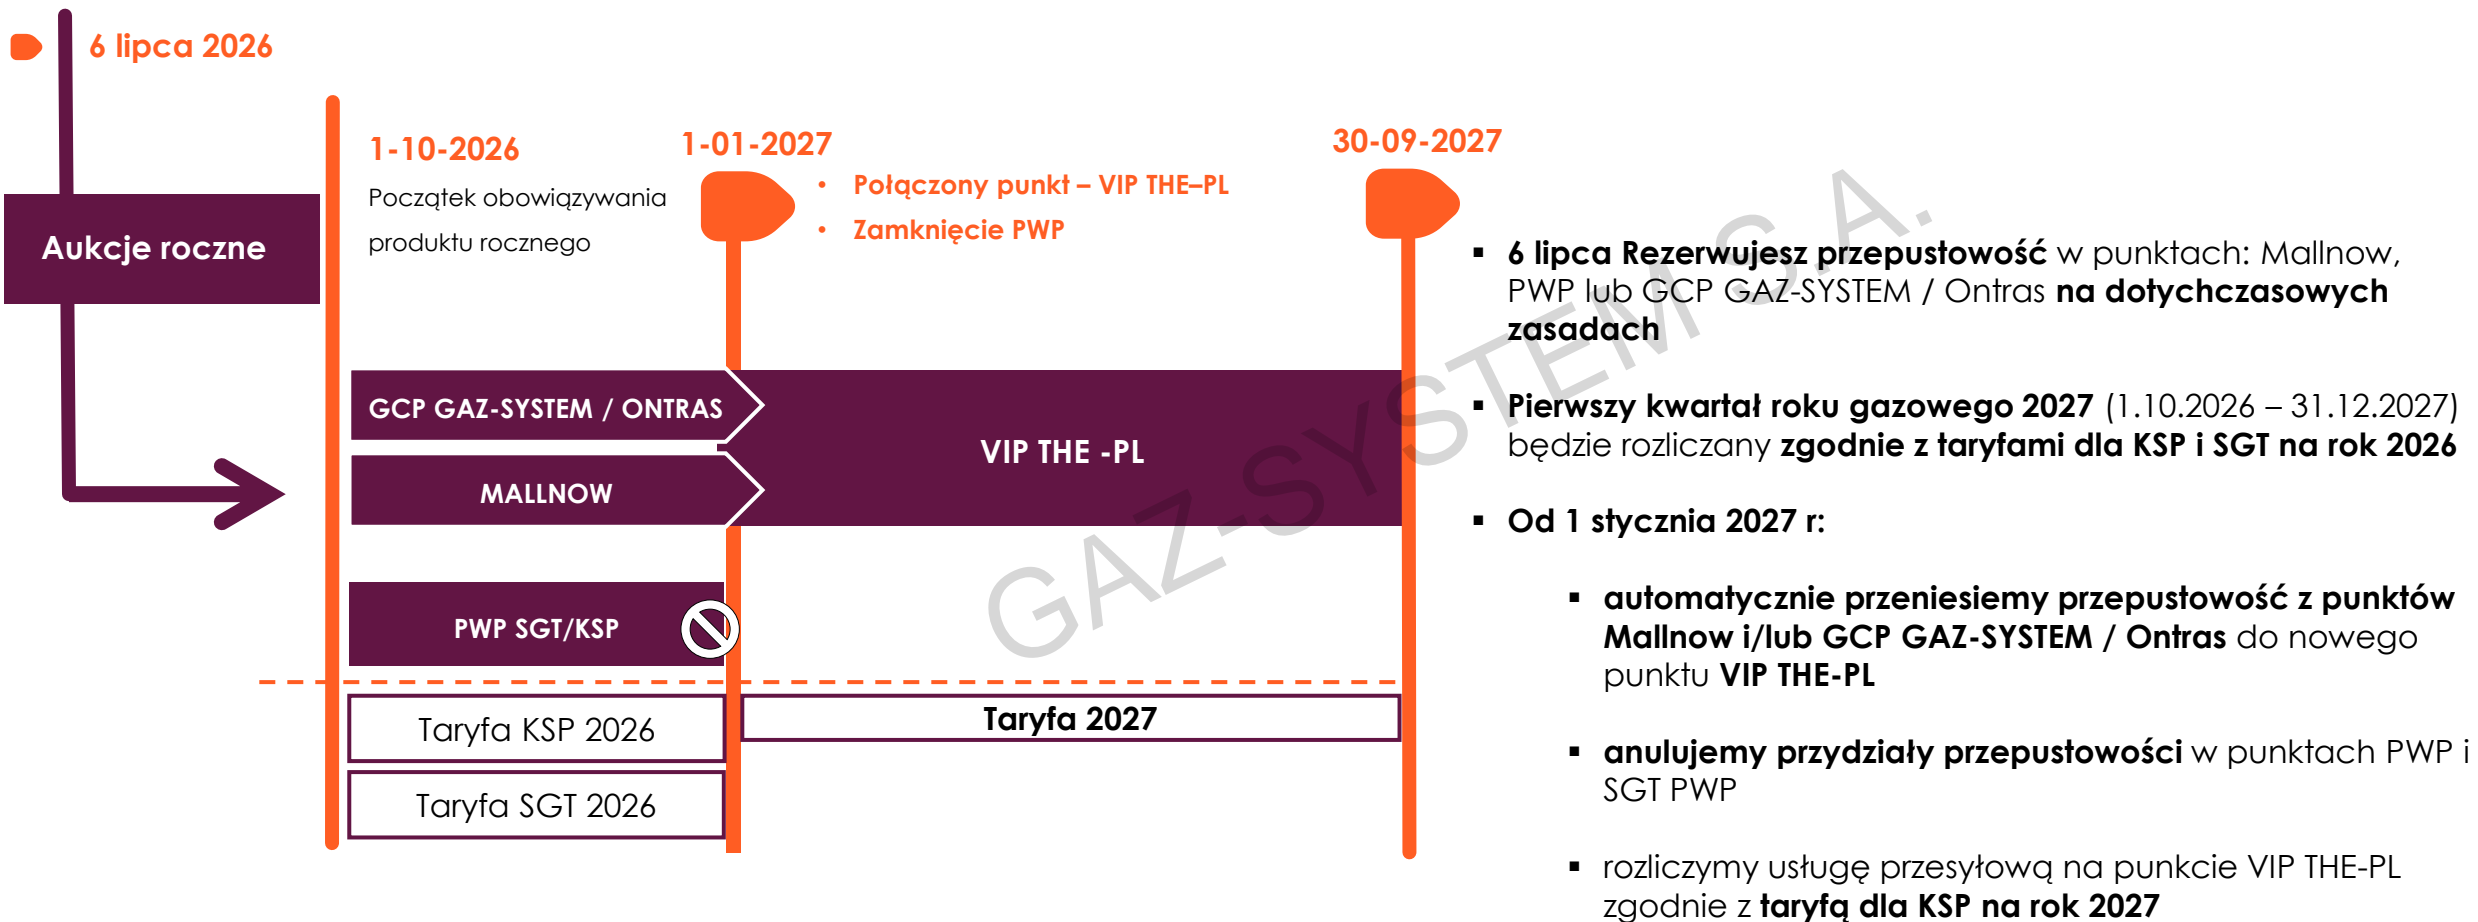 6 lipca 2026
Aukcje roczne
1-10-2026
Początek obowiązywania
produktu rocznego
1-01-2027
• Połączony punkt – VIP THE–PL
• Zamknięcie PWP
30-09-2027
GCP GAZ-SYSTEM / ONTRAS
MALLNOW
VIP THE -PL
PWP SGT/KSP
Taryfa KSP 2026
Taryfa SGT 2026
Taryfa 2027
▪ 6 lipca Rezerwujesz przepustowość w punktach: Mallnow,
PWP lub GCP GAZ-SYSTEM / Ontras na dotychczasowych
zasadach
▪ Pierwszy kwartał roku gazowego 2027 (1.10.2026 – 31.12.2027)
będzie rozliczany zgodnie z taryfami dla KSP i SGT na rok 2026
▪ Od 1 stycznia 2027 r:
▪ automatycznie przeniesiemy przepustowość z punktów
Mallnow i/lub GCP GAZ-SYSTEM / Ontras do nowego
punktu VIP THE-PL
▪ anulujemy przydziały przepustowości w punktach PWP i
SGT PWP
▪ rozliczymy usługę przesyłową na punkcie VIP THE-PL
zgodnie z taryfą dla KSP na rok 2027
GAZ-SYSTEM S.A.